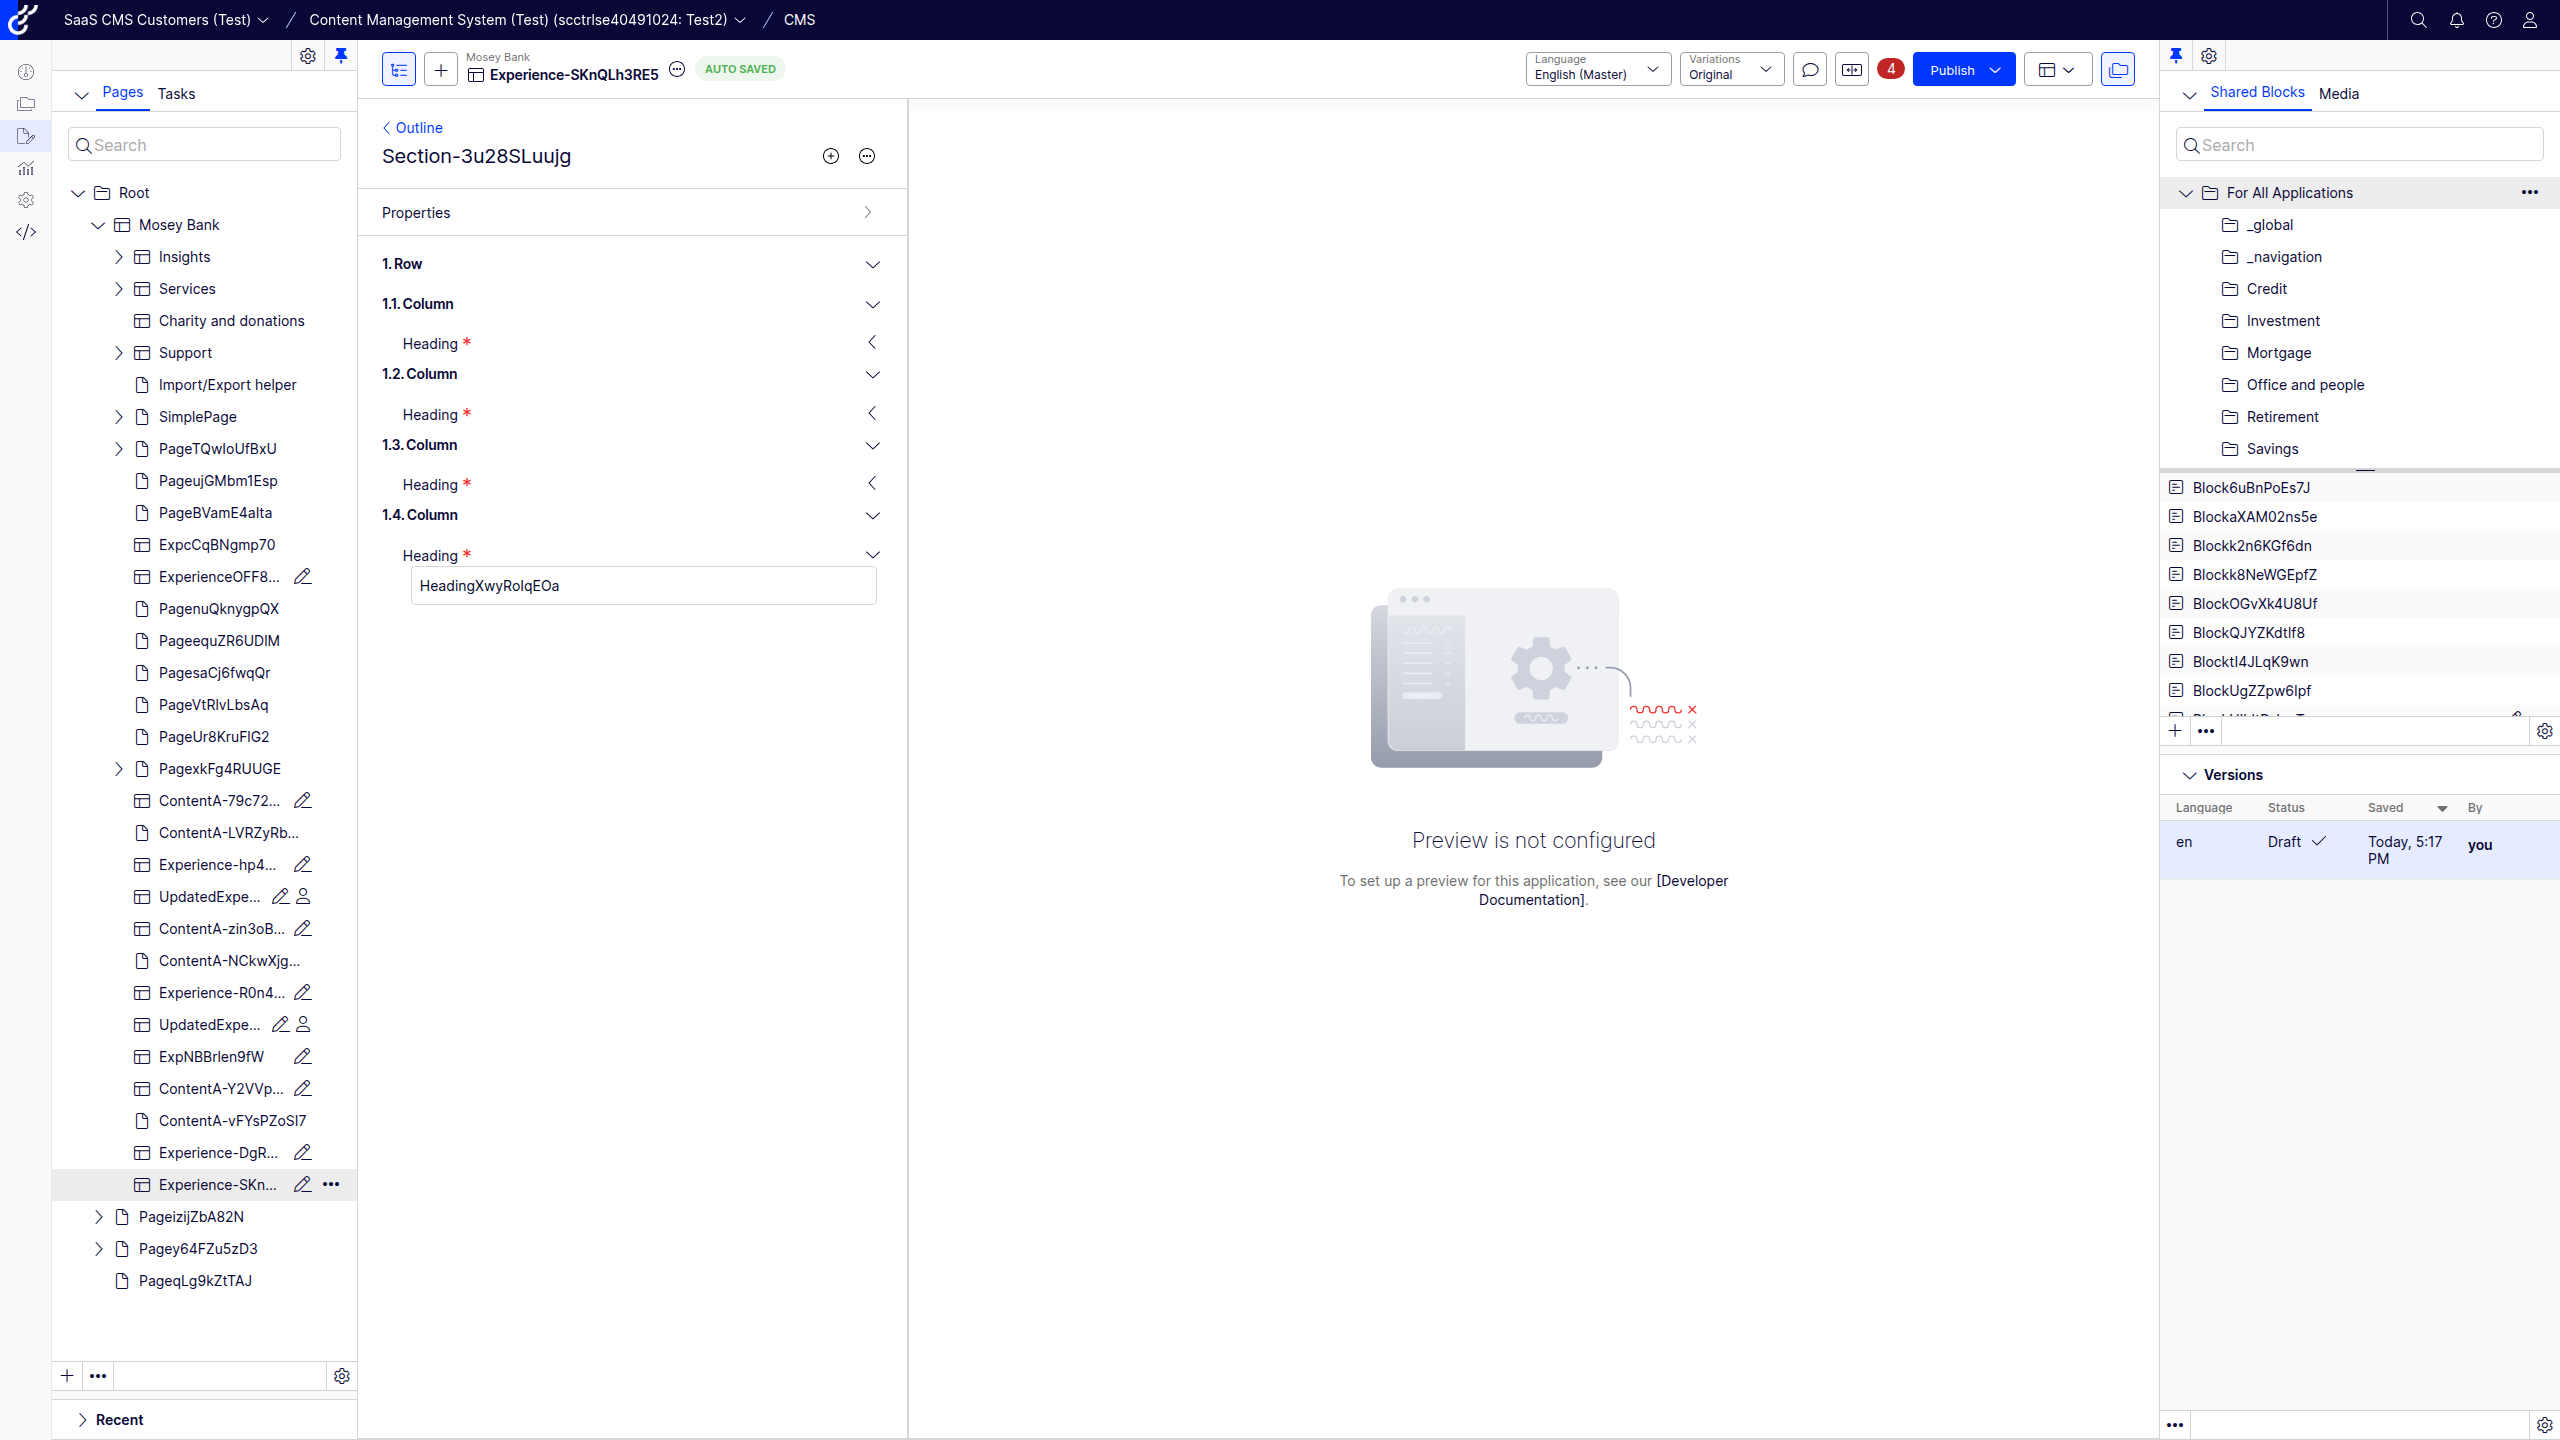 SaaS CMS Customers (Test) / Content Management System (Test) (scctrlse40491024: Test2) / CMS
Pages Tasks
Search
Root
Mosey Bank
Insights
Services
Charity and donations
Support
Import/Export helper
SimplePage
PageTQwIoUfBxU
PageujGMbm1Esp
PageBVamE4aIta
ExpcCqBNgmp70
ExperienceOFF8...
PagenuQknygpQX
PageequZR6UDIM
PagesaCj6fwqQr
PageVtRlvLbsAq
PageUr8KruFIG2
PagexkFg4RUUGE
ContentA-79c72...
ContentA-LVRZyRb...
Experience-hp4...
UpdatedExpe...
ContentA-zin3oB...
ContentA-NCkwXjg...
Experience-R0n4...
UpdatedExpe...
ExpNBBrIen9fW
ContentA-Y2VVp...
ContentA-vFYsPZoSI7
Experience-DgR...
Experience-SKn...
PageizijZbA82N
Pagey64FZu5zD3
PageqLg9kZtTAJ
Recent
Mosey Bank
Experience-SKnQLh3RE5 AUTO SAVED
Language
English (Master)
Variations
Original
4
Publish
Outline
Section-3u28SLuujg
Properties
1. Row
1.1. Column
Heading *
1.2. Column
Heading *
1.3. Column
Heading *
1.4. Column
Heading *
HeadingXwyRoIqEOa
Preview is not configured
To set up a preview for this application, see our [Developer
Documentation].
Shared Blocks Media
Search
For All Applications
_global
_navigation
Credit
Investment
Mortgage
Office and people
Retirement
Savings
Block6uBnPoEs7J
BlockaXAM02ns5e
Blockk2n6KGf6dn
Blockk8NeWGEpfZ
BlockOGvXk4U8Uf
BlockQJYZKdtIf8
BlocktI4JLqK9wn
BlockUgZZpw6Ipf
Versions
Language Status Saved By
en Draft Today, 5:17 PM you